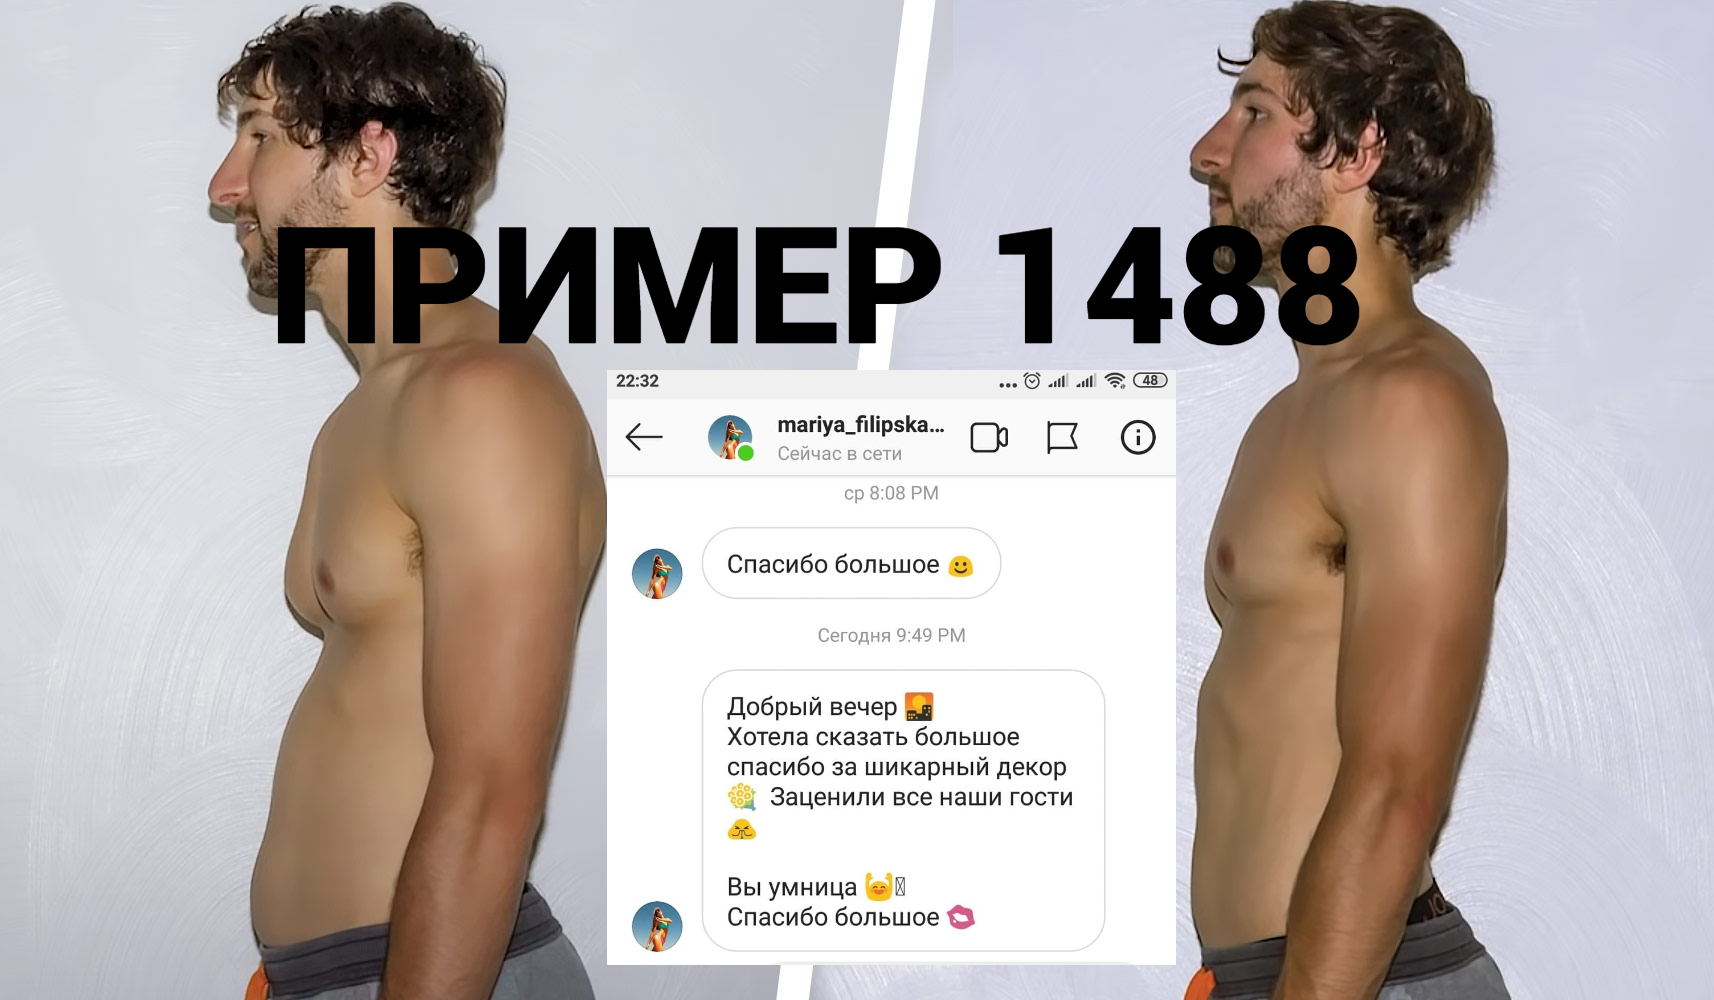 ПРИМЕР 1488
22:32
48
mariya_filipska...
Сейчас в сети
ср 8:08 PM
Спасибо большое 🙂
Сегодня 9:49 PM
Добрый вечер 🌇
Хотела сказать большое
спасибо за шикарный декор
💐 Заценили все наши гости
🙏
Вы умница 🙌
Спасибо большое 💋